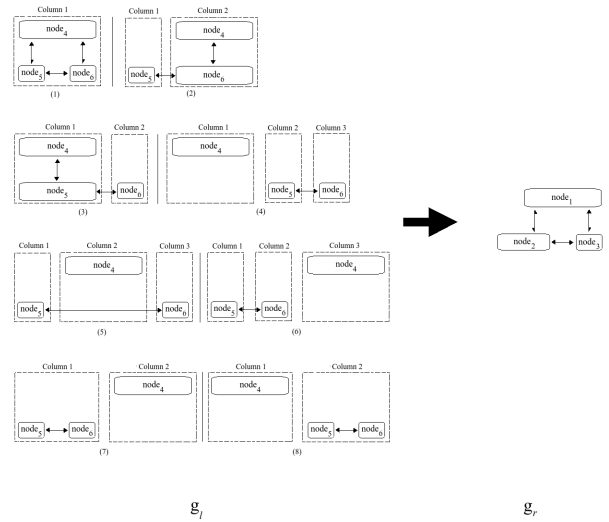 Column 1 Column 1 Column 2
node4 node4
node5 node6 node5 node6
(1) (2)
Column 1 Column 2 Column 1 Column 2 Column 3
node4 node4
node5 node6 node5 node6
(3) (4)
node1
node2 node3
Column 1 Column 2 Column 3 Column 1 Column 2 Column 3
node4 node4
node5 node6 node5 node6
(5) (6)
Column 1 Column 2 Column 1 Column 2
node4 node4
node5 node6 node5 node6
(7) (8)
gl gr